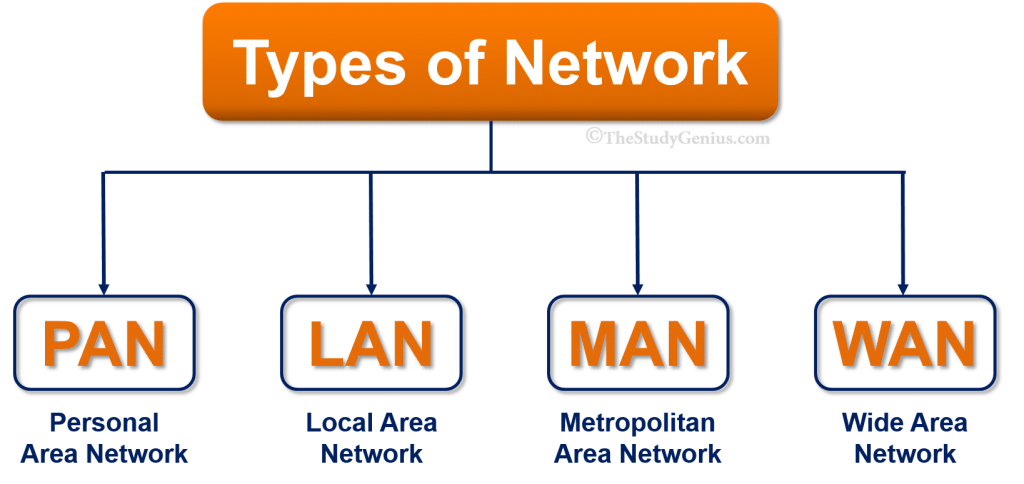 Types of Network
©TheStudyGenius.com
PAN
LAN
MAN
WAN
Personal
Area Network
Local Area
Network
Metropolitan
Area Network
Wide Area
Network